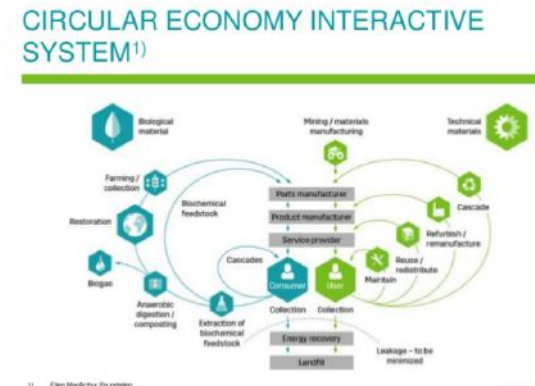 CIRCULAR ECONOMY INTERACTIVE
SYSTEM1)
Biological
material
Mining / materials
manufacturing
Technical
materials
Farming /
collection
Parts manufacturer
Biochemical
feedstock
Cascade
Product manufacturer
Restoration
Refurbish /
remanufacture
Service provider
Reuse /
redistribute
Cascades
Biogas
Consumer
User
Maintain
Anaerobic
digestion /
composting
Collection
Collection
Extraction of
biochemical
feedstock
Energy recovery
Leakage – to be
minimized
Landfill
1)